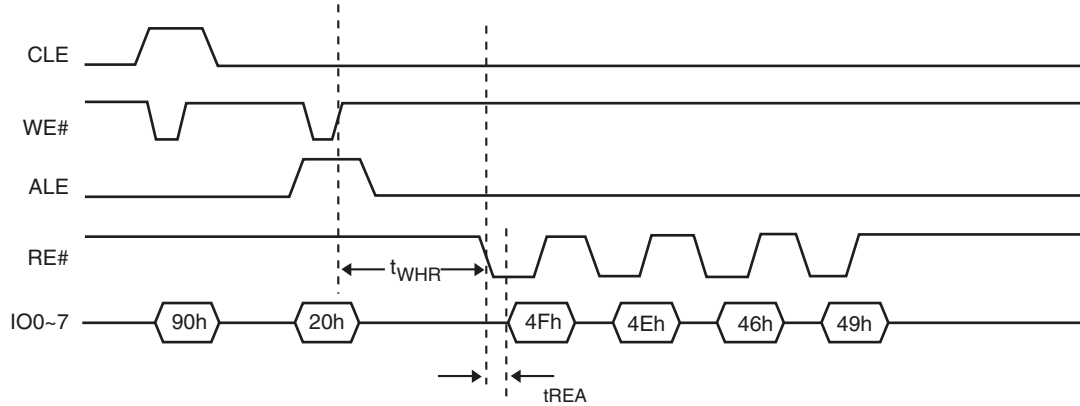 CLE
WE#
ALE
RE#
tWHR
IO0~7 90h 20h 4Fh 4Eh 46h 49h
tREA